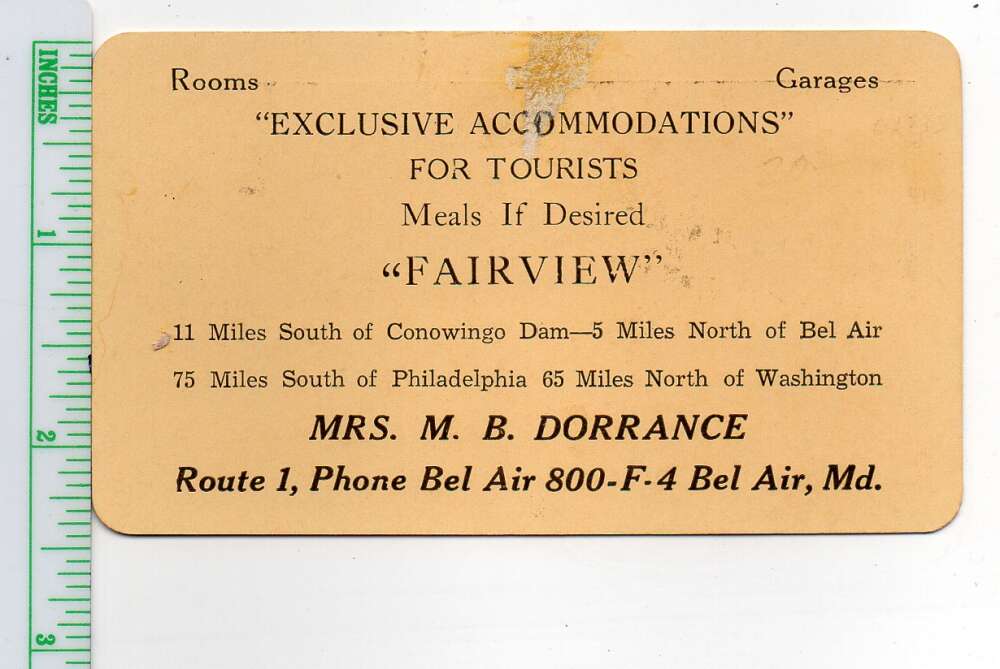 Rooms Garages
"EXCLUSIVE ACCOMMODATIONS"
FOR TOURISTS
Meals If Desired
"FAIRVIEW"
11 Miles South of Conowingo Dam—5 Miles North of Bel Air
75 Miles South of Philadelphia 65 Miles North of Washington
MRS. M. B. DORRANCE
Route 1, Phone Bel Air 800-F-4 Bel Air, Md.
INCHES
1
2
3